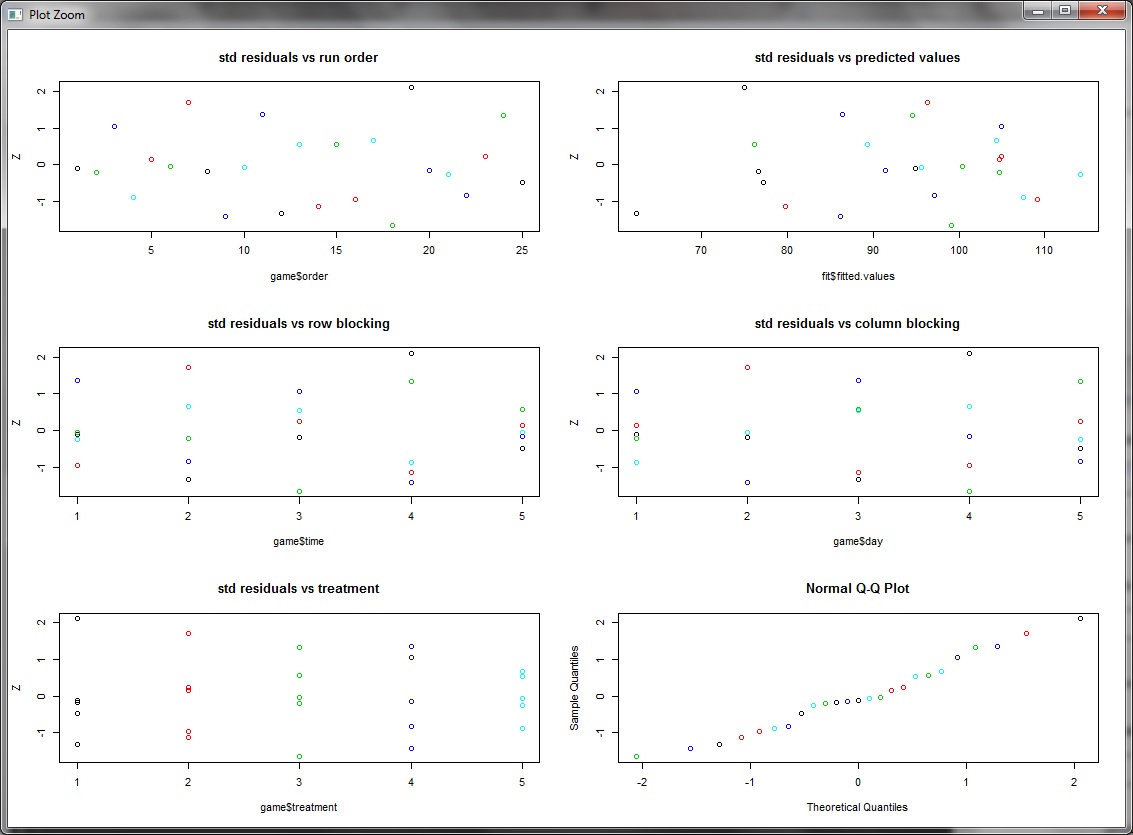 Plot Zoom
std residuals vs run order
2
1
0
-1
Z
5 10 15 20 25
game$order
std residuals vs predicted values
2
1
0
-1
Z
70 80 90 100 110
fit$fitted.values
std residuals vs row blocking
2
1
0
-1
Z
1 2 3 4 5
game$time
std residuals vs column blocking
2
1
0
-1
Z
1 2 3 4 5
game$day
std residuals vs treatment
2
1
0
-1
Z
1 2 3 4 5
game$treatment
Normal Q-Q Plot
2
1
0
-1
Sample Quantiles
-2 -1 0 1 2
Theoretical Quantiles